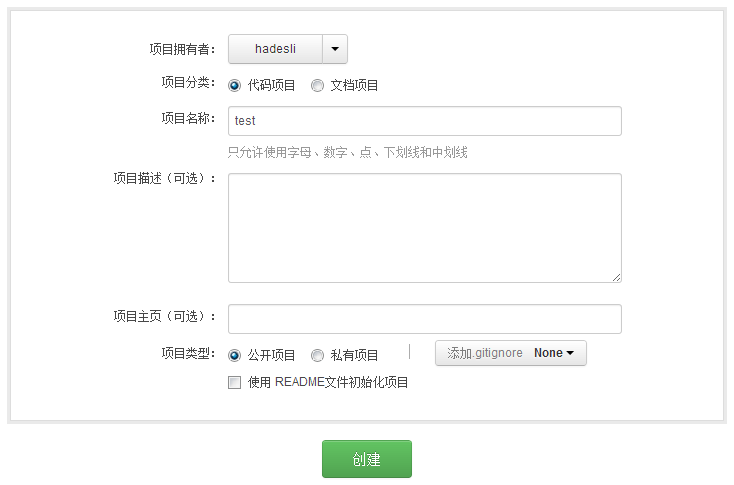 项目拥有者： hadesli
项目分类： 代码项目 文档项目
项目名称： test
只允许使用字母、数字、点、下划线和中划线
项目描述（可选）：
项目主页（可选）：
项目类型： 公开项目 私有项目 | 添加.gitignore None
使用 README文件初始化项目
创建